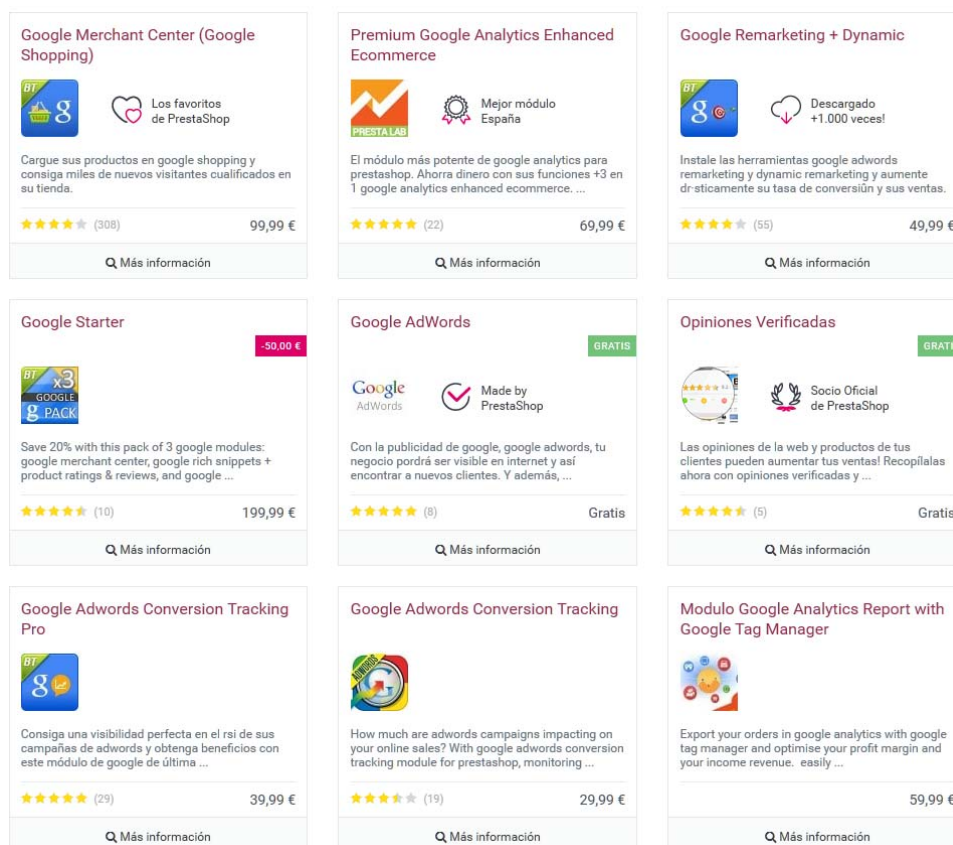 Google Merchant Center (Google
Shopping)
BT
g
Los favoritos
de PrestaShop
Cargue sus productos en google shopping y
consiga miles de nuevos visitantes cualificados en
su tienda.
(308)
99,99 €
Más información
Premium Google Analytics Enhanced
Ecommerce
PRESTALAB
Mejor módulo
España
El módulo más potente de google analytics para
prestashop. Ahorra dinero con sus funciones +3 en
1 google analytics enhanced ecommerce. ...
(22)
69,99 €
Más información
Google Remarketing + Dynamic
BT
g
Descargado
+1.000 veces!
Instale las herramientas google adwords
remarketing y dynamic remarketing y aumente
dr·sticamente su tasa de conversiûn y sus ventas.
(55)
49,99 €
Más información
Google Starter
-50,00 €
BT x3
GOOGLE
g PACK
Save 20% with this pack of 3 google modules:
google merchant center, google rich snippets +
product ratings & reviews, and google ...
(10)
199,99 €
Más información
Google AdWords
GRATIS
Google
AdWords
Made by
PrestaShop
Con la publicidad de google, google adwords, tu
negocio pordrá ser visible en internet y así
encontrar a nuevos clientes. Y además, ...
(8)
Gratis
Más información
Opiniones Verificadas
GRATI
Socio Oficial
de PrestaShop
Las opiniones de la web y productos de tus
clientes pueden aumentar tus ventas! Recopílalas
ahora con opiniones verificadas y ...
(5)
Gratis
Más información
Google Adwords Conversion Tracking
Pro
BT
g
Consiga una visibilidad perfecta en el rsi de sus
campañas de adwords y obtenga beneficios con
este módulo de google de última ...
(29)
39,99 €
Más información
Google Adwords Conversion Tracking
ADWORDS
G
How much are adwords campaigns impacting on
your online sales? With google adwords conversion
tracking module for prestashop, monitoring ...
(19)
29,99 €
Más información
Modulo Google Analytics Report with
Google Tag Manager
Export your orders in google analytics with google
tag manager and optimise your profit margin and
your income revenue. easily ...
59,99 €
Más información